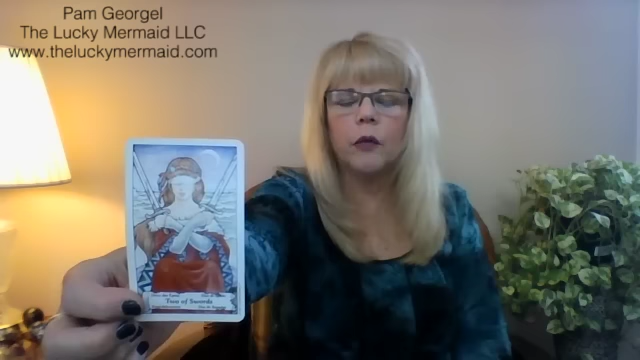 Pam Georgel
The Lucky Mermaid LLC
www.theluckymermaid.com
Two of Swords